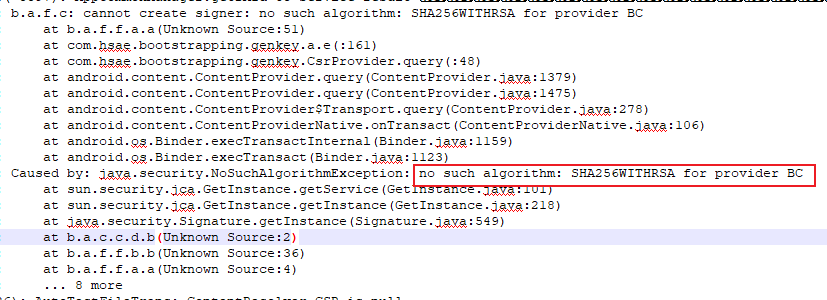 b.a.f.c: cannot create signer: no such algorithm: SHA256WITHRSA for provider BC
at b.a.f.f.a.a(Unknown Source:51)
at com.hsae.bootstrapping.genkey.a.e(:161)
at com.hsae.bootstrapping.genkey.CsrProvider.query(:48)
at android.content.ContentProvider.query(ContentProvider.java:1379)
at android.content.ContentProvider.query(ContentProvider.java:1475)
at android.content.ContentProvider$Transport.query(ContentProvider.java:278)
at android.content.ContentProviderNative.onTransact(ContentProviderNative.java:106)
at android.os.Binder.execTransactInternal(Binder.java:1159)
at android.os.Binder.execTransact(Binder.java:1123)
Caused by: java.security.NoSuchAlgorithmException: no such algorithm: SHA256WITHRSA for provider BC
at sun.security.jca.GetInstance.getService(GetInstance.java:101)
at sun.security.jca.GetInstance.getInstance(GetInstance.java:218)
at java.security.Signature.getInstance(Signature.java:549)
at b.a.c.c.d.b(Unknown Source:2)
at b.a.f.f.b.b(Unknown Source:36)
at b.a.f.f.a.a(Unknown Source:4)
... 8 more